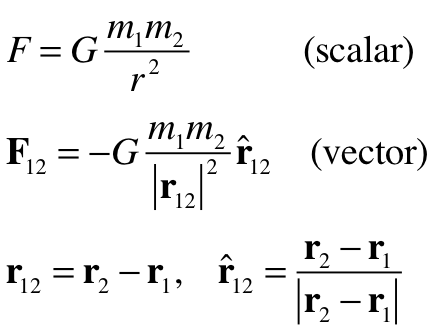 F = G m₁m₂ / r² (scalar)
𝐅₁₂ = −G m₁m₂ / |𝐫₁₂|² 𝐫̂₁₂ (vector)
𝐫₁₂ = 𝐫₂ − 𝐫₁, 𝐫̂₁₂ = (𝐫₂ − 𝐫₁) / |𝐫₂ − 𝐫₁|